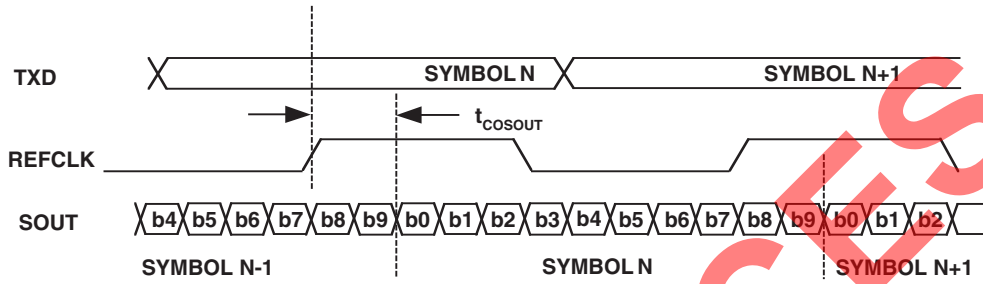 TXD SYMBOL N SYMBOL N+1
tCOSOUT
REFCLK
SOUT b4 b5 b6 b7 b8 b9 b0 b1 b2 b3 b4 b5 b6 b7 b8 b9 b0 b1 b2
SYMBOL N-1 SYMBOL N SYMBOL N+1
CES